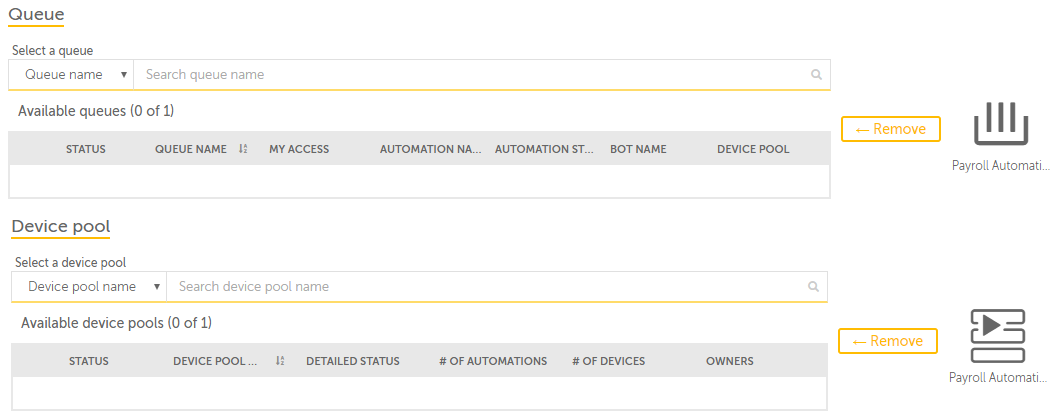 Queue
Select a queue
Queue name ▼ Search queue name
Available queues (0 of 1)
← Remove
STATUS QUEUE NAME MY ACCESS AUTOMATION NA... AUTOMATION ST... BOT NAME DEVICE POOL
Payroll Automati...
Device pool
Select a device pool
Device pool name ▼ Search device pool name
Available device pools (0 of 1)
← Remove
STATUS DEVICE POOL ... DETAILED STATUS # OF AUTOMATIONS # OF DEVICES OWNERS
Payroll Automati...